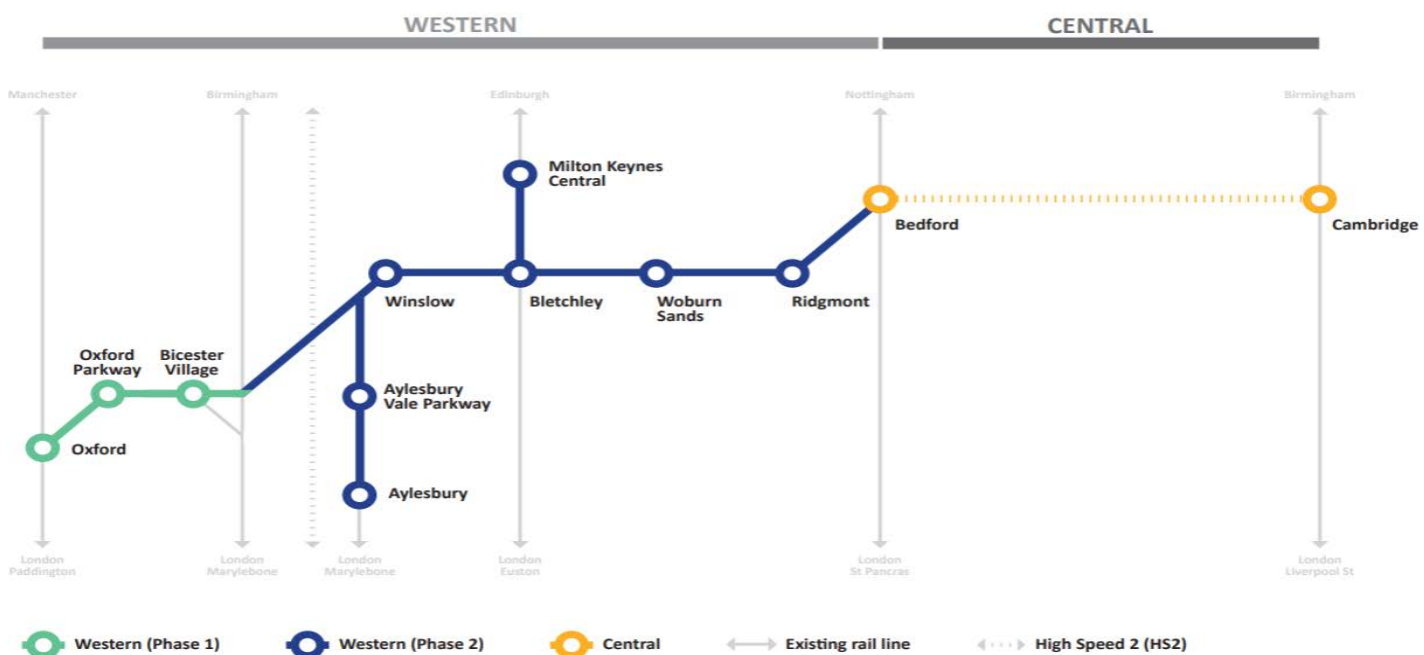 WESTERN
CENTRAL
Manchester
Birmingham
Edinburgh
Nottingham
Birmingham
Milton Keynes
Central
Bedford
Cambridge
Winslow
Bletchley
Woburn
Sands
Ridgmont
Oxford
Parkway
Bicester
Village
Aylesbury
Vale Parkway
Oxford
Aylesbury
London
Paddington
London
Marylebone
London
Marylebone
London
Euston
London
St Pancras
London
Liverpool St
Western (Phase 1)
Western (Phase 2)
Central
Existing rail line
High Speed 2 (HS2)